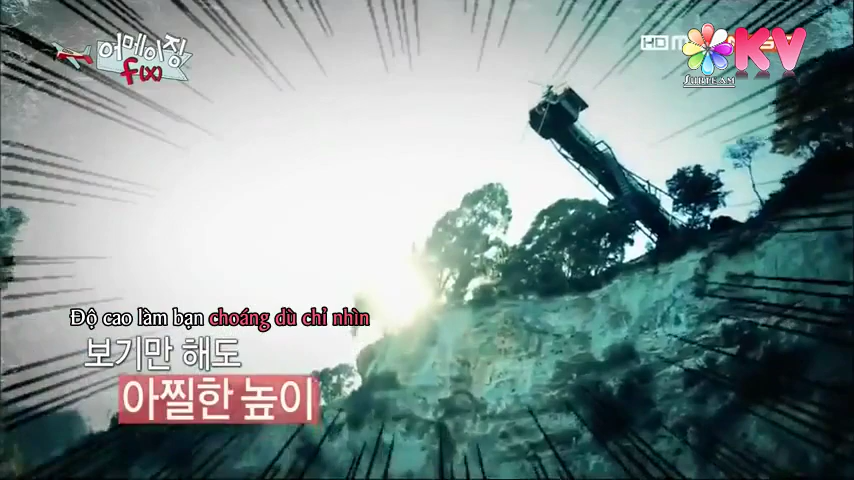 어메이징
f(x)
HD
KV
SUBTEAM
Độ cao làm bạn choáng dù chỉ nhìn
보기만 해도
아찔한 높이